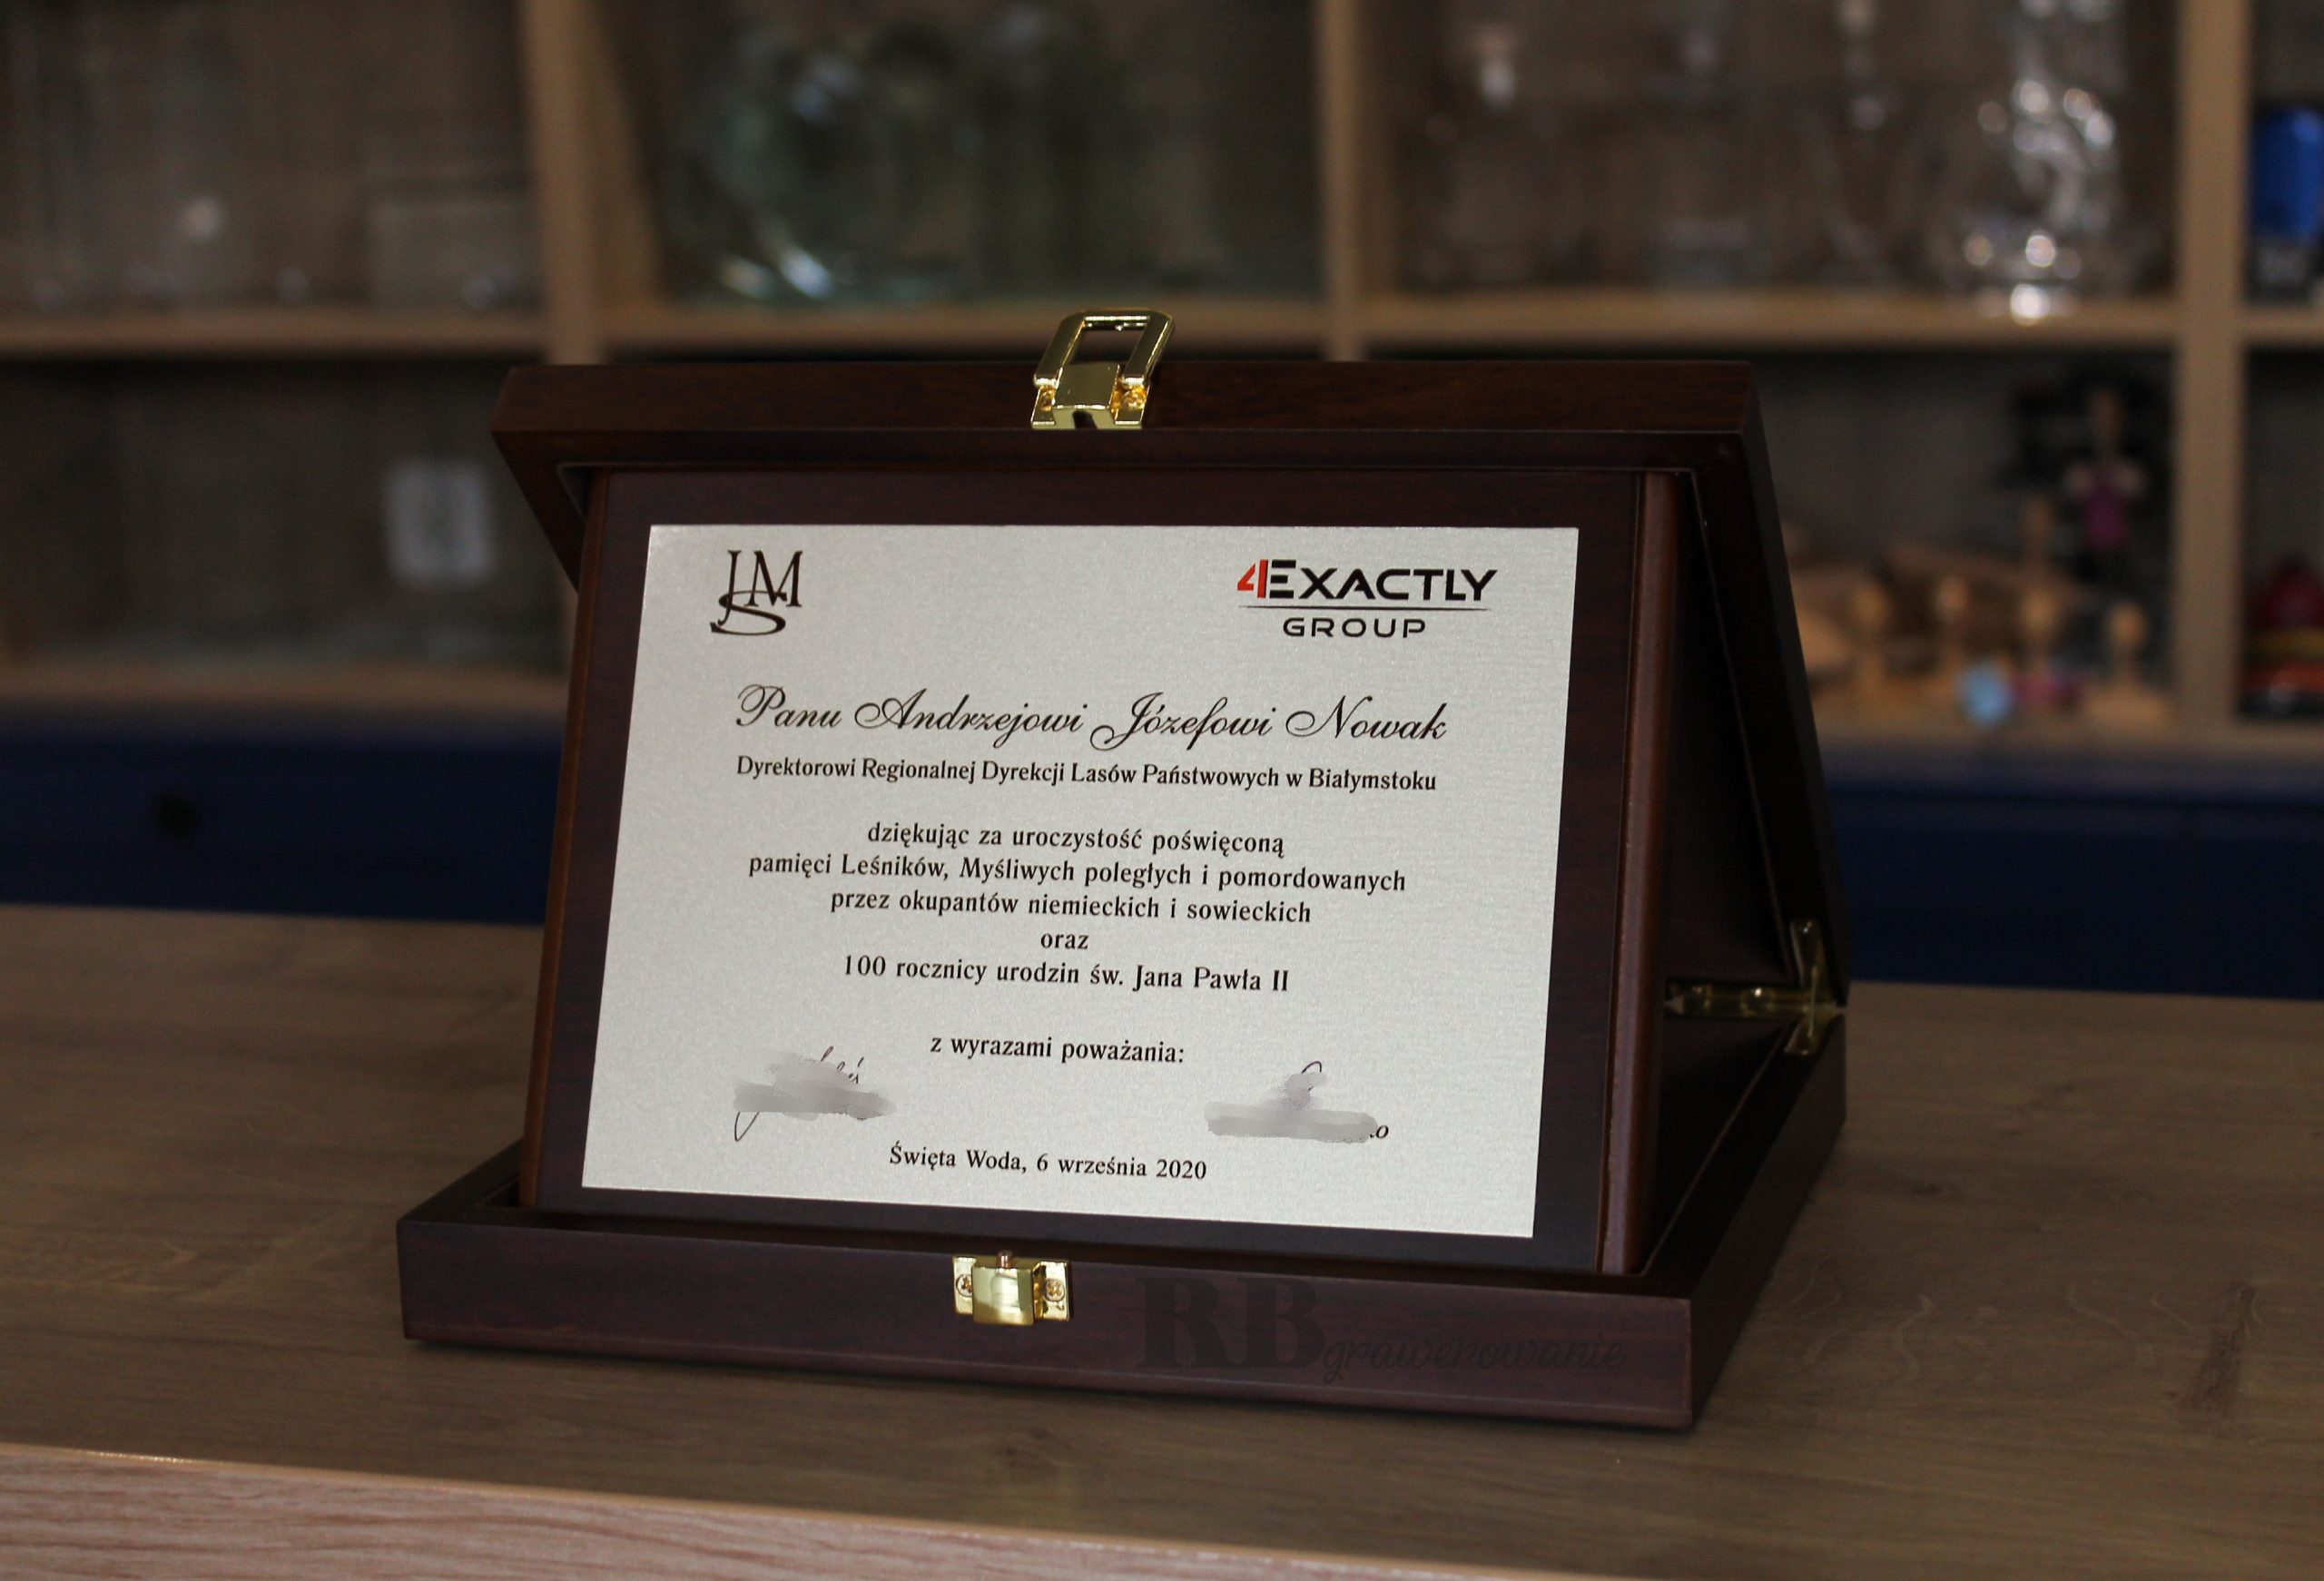 JSM
4EXACTLY
GROUP
Panu Andrzejowi Józefowi Nowak
Dyrektorowi Regionalnej Dyrekcji Lasów Państwowych w Białymstoku
dziękując za uroczystość poświęconą
pamięci Leśników, Myśliwych poległych i pomordowanych
przez okupantów niemieckich i sowieckich
oraz
100 rocznicy urodzin św. Jana Pawła II
z wyrazami poważania:
Święta Woda, 6 września 2020
RB grawerowanie